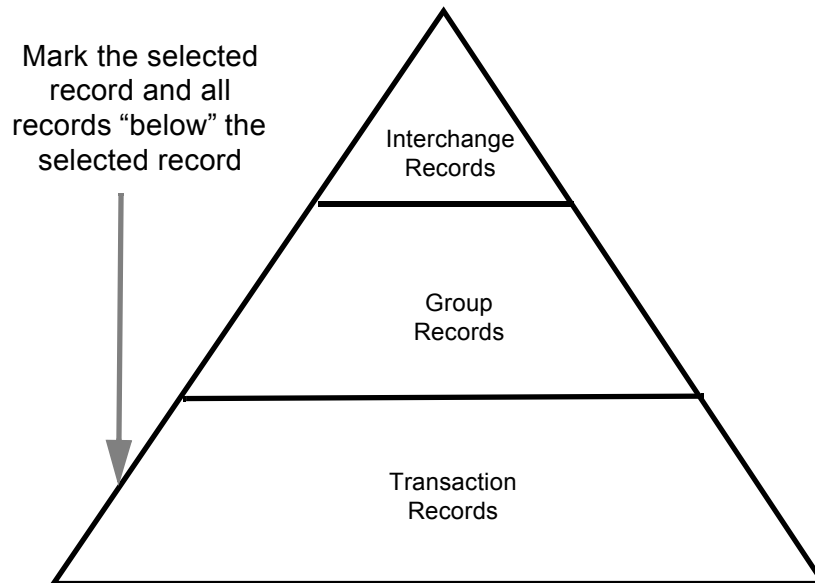 Mark the selected
record and all
records “below” the
selected record
Interchange
Records
Group
Records
Transaction
Records